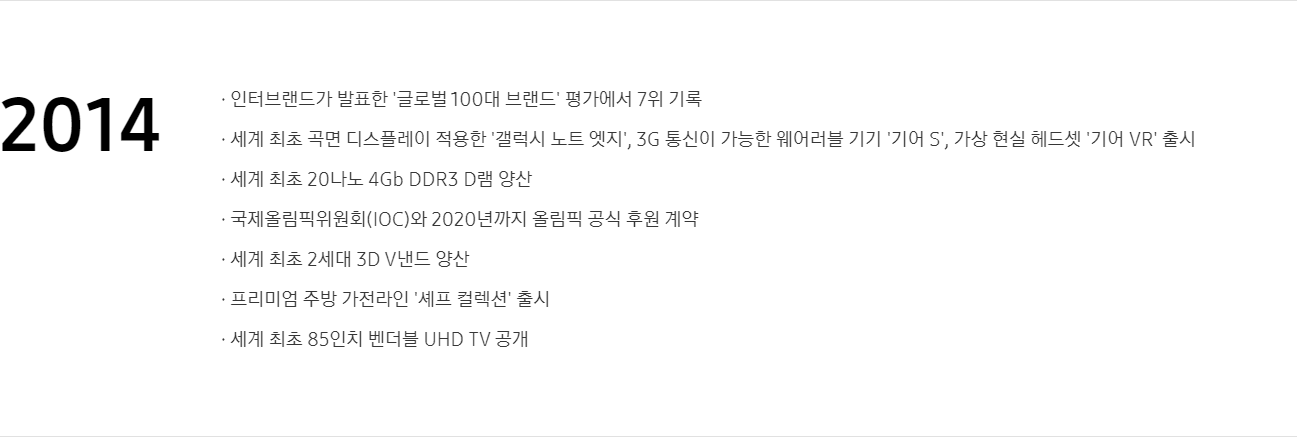 2014
· 인터브랜드가 발표한 '글로벌 100대 브랜드' 평가에서 7위 기록
· 세계 최초 곡면 디스플레이 적용한 '갤럭시 노트 엣지', 3G 통신이 가능한 웨어러블 기기 '기어 S', 가상 현실 헤드셋 '기어 VR' 출시
· 세계 최초 20나노 4Gb DDR3 D램 양산
· 국제올림픽위원회(IOC)와 2020년까지 올림픽 공식 후원 계약
· 세계 최초 2세대 3D V낸드 양산
· 프리미엄 주방 가전라인 '셰프 컬렉션' 출시
· 세계 최초 85인치 벤더블 UHD TV 공개